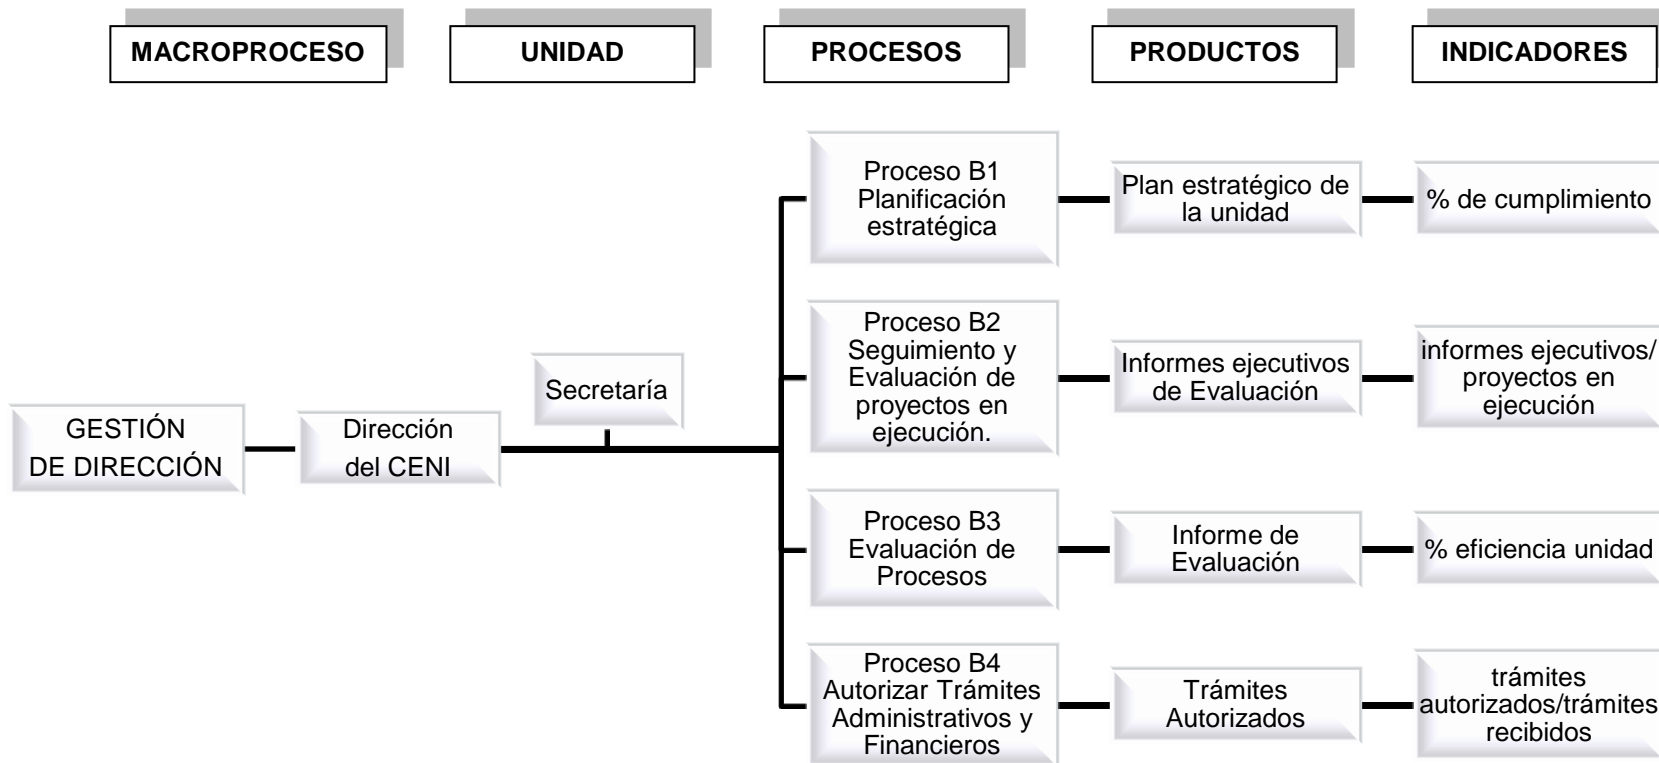 MACROPROCESO
UNIDAD
PROCESOS
PRODUCTOS
INDICADORES
GESTIÓN
DE DIRECCIÓN
Dirección
del CENI
Secretaría
Proceso B1
Planificación
estratégica
Plan estratégico de
la unidad
% de cumplimiento
Proceso B2
Seguimiento y
Evaluación de
proyectos en
ejecución.
Informes ejecutivos
de Evaluación
informes ejecutivos/
proyectos en
ejecución
Proceso B3
Evaluación de
Procesos
Informe de
Evaluación
% eficiencia unidad
Proceso B4
Autorizar Trámites
Administrativos y
Financieros
Trámites
Autorizados
trámites
autorizados/trámites
recibidos